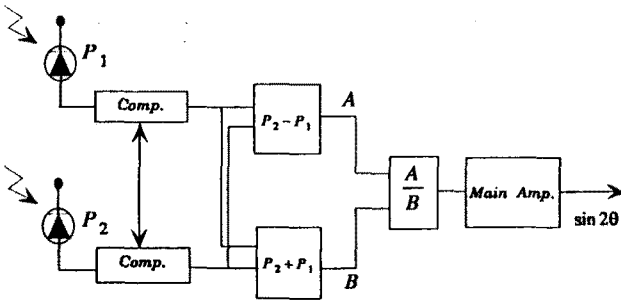 P₁
Comp.
P₂ − P₁
A
A
B
Main Amp.
sin 2θ
P₂
Comp.
P₂ + P₁
B